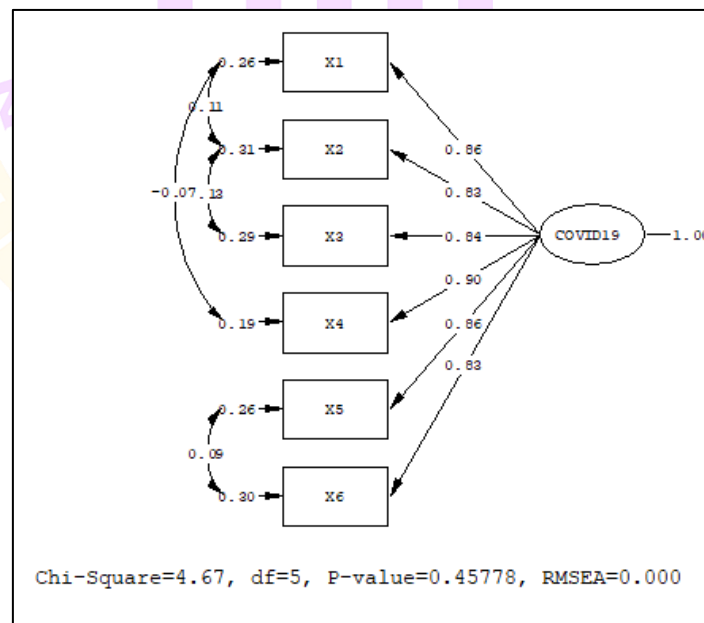 0.26 X1
0.11
0.31 X2 0.86
0.83
-0.07 .13
0.29 X3 0.84 COVID19 1.00
0.90
0.19 X4 0.86
0.83
0.26 X5
0.09
0.30 X6
Chi-Square=4.67, df=5, P-value=0.45778, RMSEA=0.000